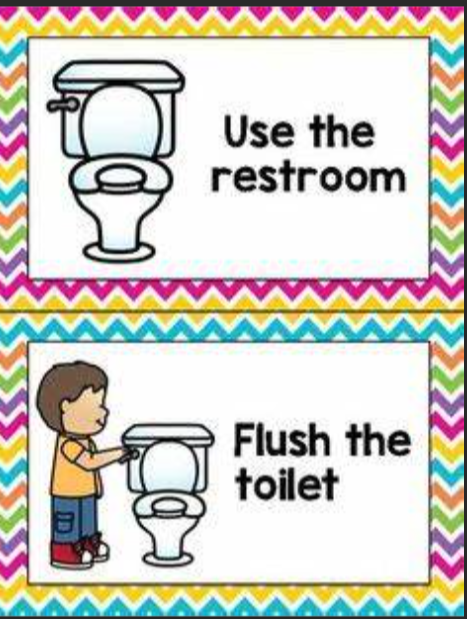 Use the
restroom
Flush the
toilet